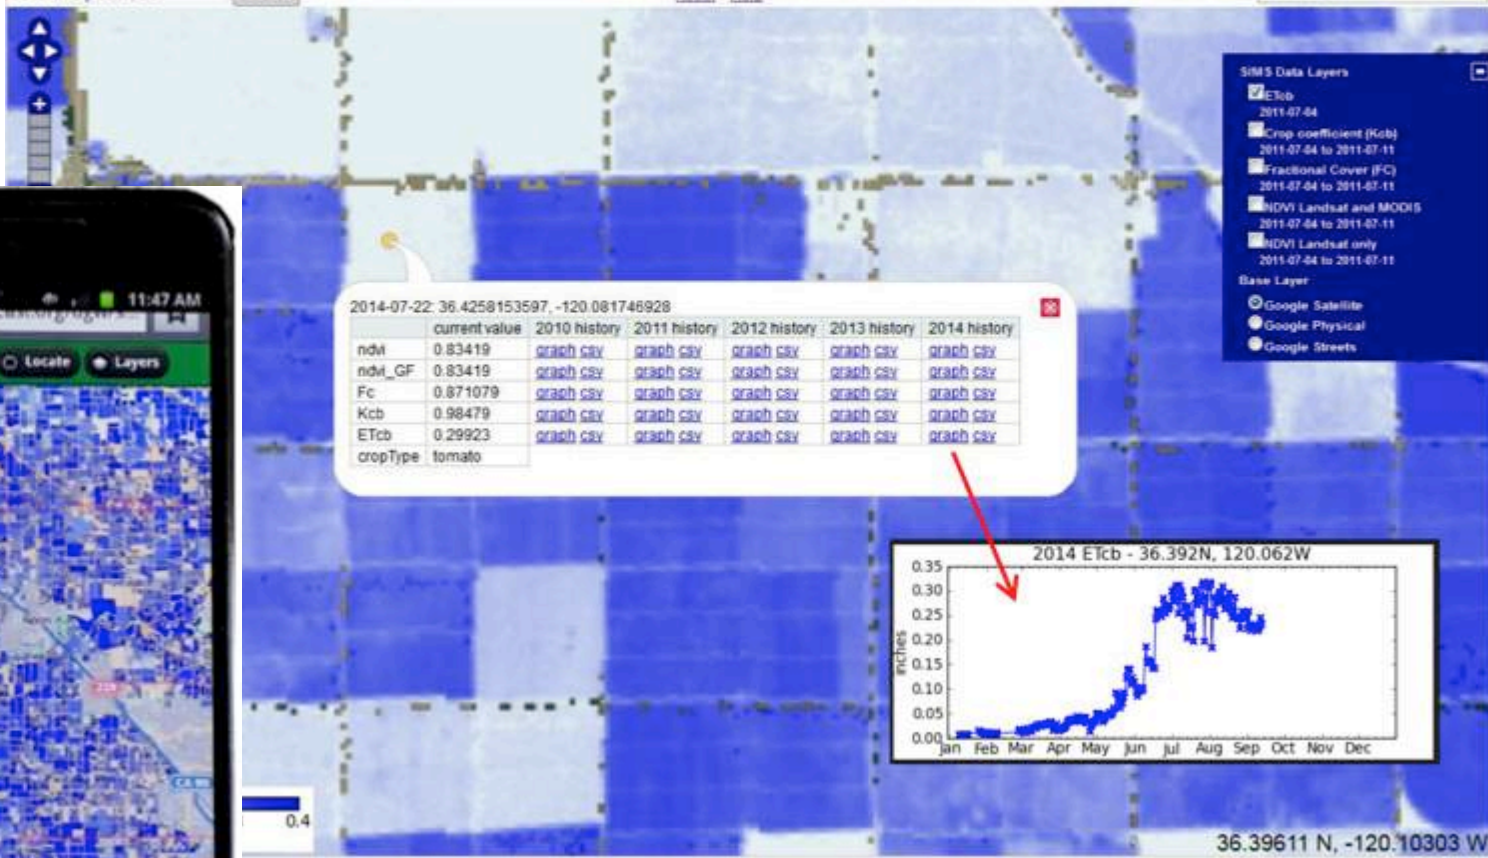 SIMS Data Layers
ETcb
2011-07-04
Crop coefficient (Kcb)
2011-07-04 to 2011-07-11
Fractional Cover (FC)
2011-07-04 to 2011-07-11
NDVI Landsat and MODIS
2011-07-04 to 2011-07-11
NDVI Landsat only
2011-07-04 to 2011-07-11
Base Layer
Google Satellite
Google Physical
Google Streets
11:47 AM
Locate Layers
2014-07-22: 36.4258153597, -120.081746928
current value 2010 history 2011 history 2012 history 2013 history 2014 history
ndvi 0.83419 graph csv graph csv graph csv graph csv graph csv
ndvi_GF 0.83419 graph csv graph csv graph csv graph csv graph csv
Fc 0.871079 graph csv graph csv graph csv graph csv graph csv
Kcb 0.98479 graph csv graph csv graph csv graph csv graph csv
ETcb 0.29923 graph csv graph csv graph csv graph csv graph csv
cropType tomato
2014 ETcb - 36.392N, 120.062W
inches
0.35
0.30
0.25
0.20
0.15
0.10
0.05
0.00
Jan Feb Mar Apr May Jun Jul Aug Sep Oct Nov Dec
0.4
36.39611 N, -120.10303 W